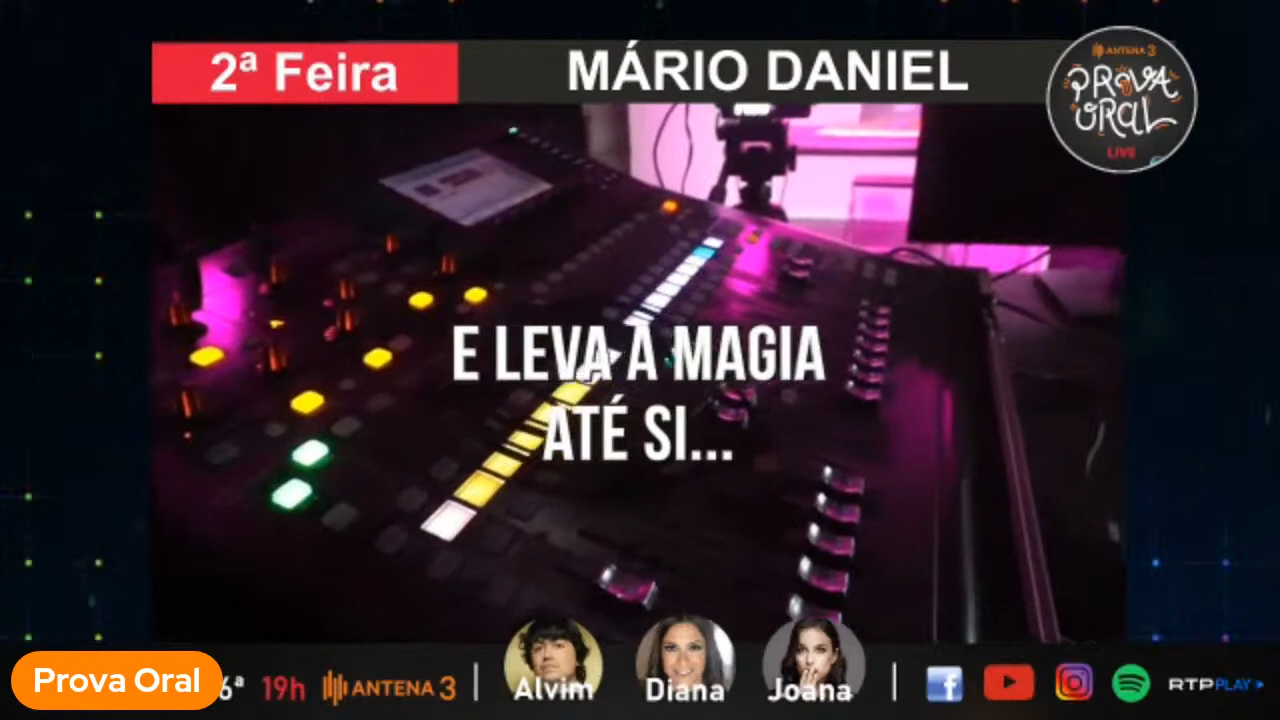 2ª Feira
MÁRIO DANIEL
ANTENA 3
PROVA
ORAL
LIVE
E LEVA A MAGIA
ATÉ SI...
Prova Oral
6ª 19h ANTENA 3
Alvim
Diana
Joana
RTP PLAY